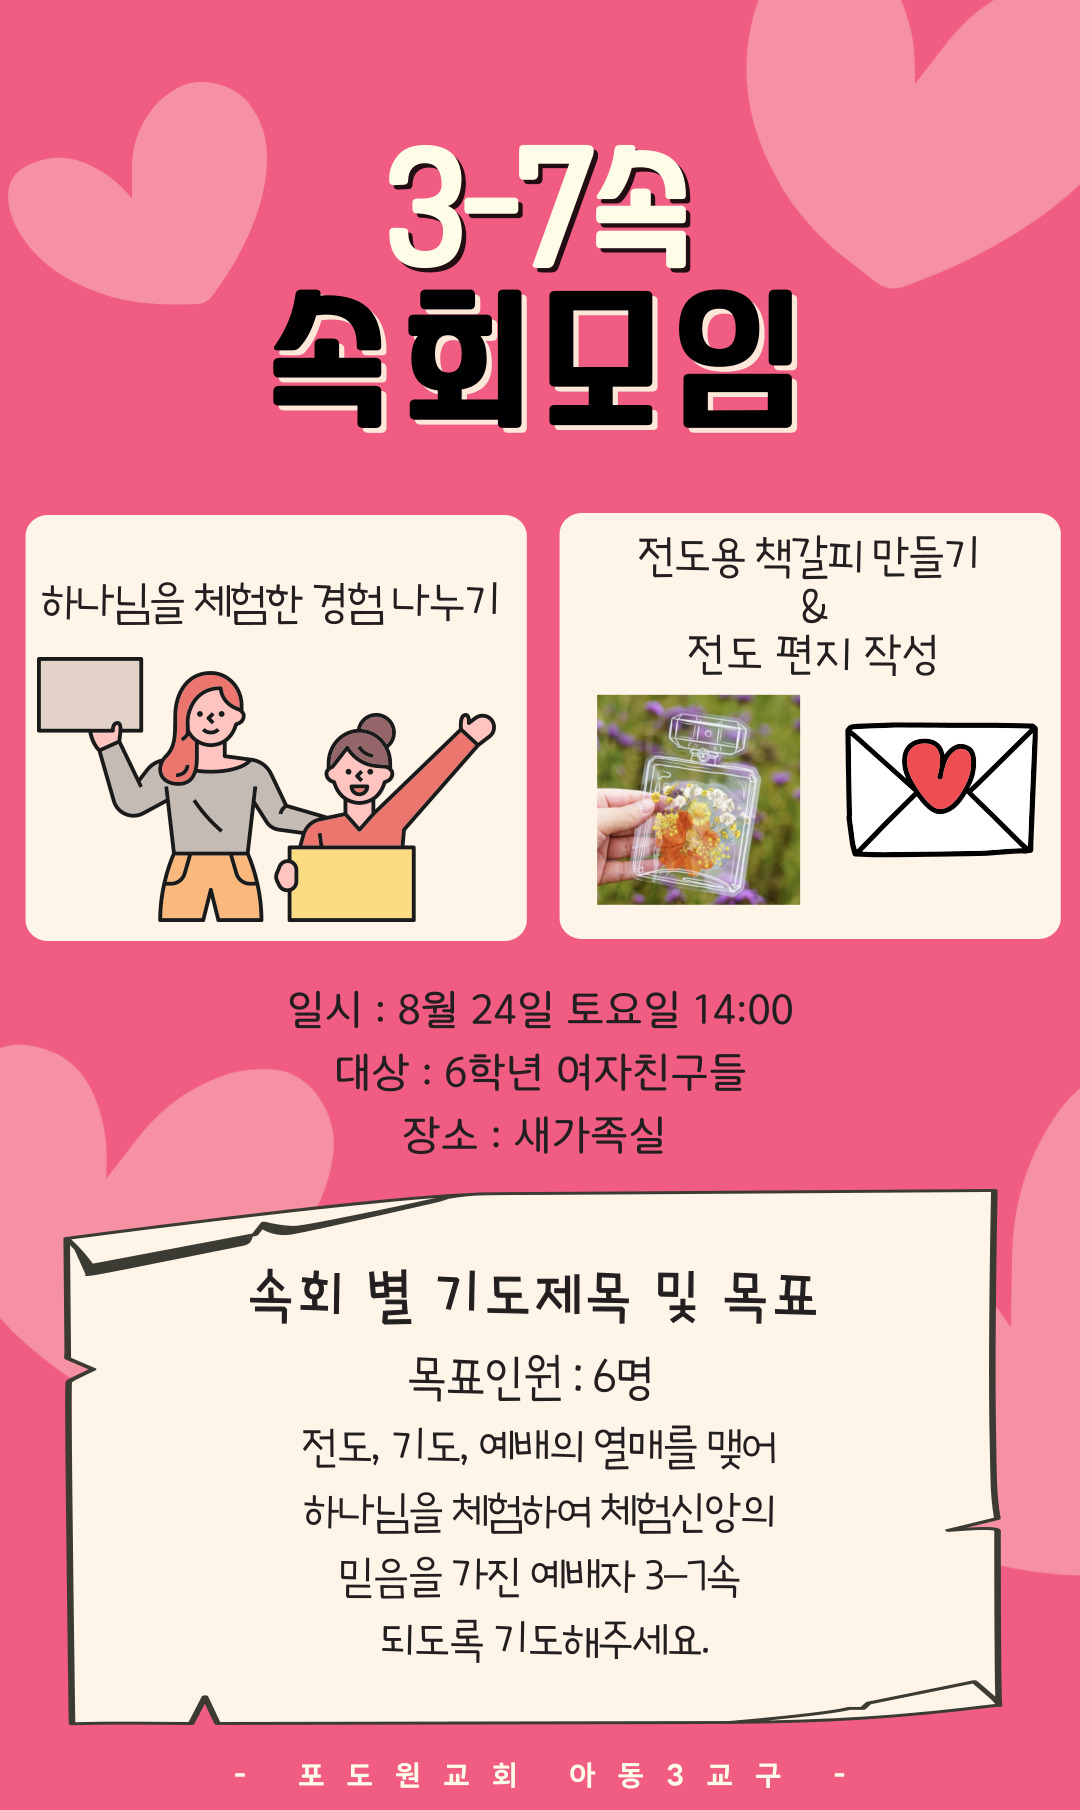 3-7속
속회모임
하나님을 체험한 경험 나누기
전도용 책갈피 만들기
&
전도 편지 작성
일시 : 8월 24일 토요일 14:00
대상 : 6학년 여자친구들
장소 : 새가족실
속회 별 기도제목 및 목표
목표인원 : 6명
전도, 기도, 예배의 열매를 맺어
하나님을 체험하여 체험신앙의
믿음을 가진 예배자 3-7속
되도록 기도해주세요.
- 포도원교회 아동3교구 -